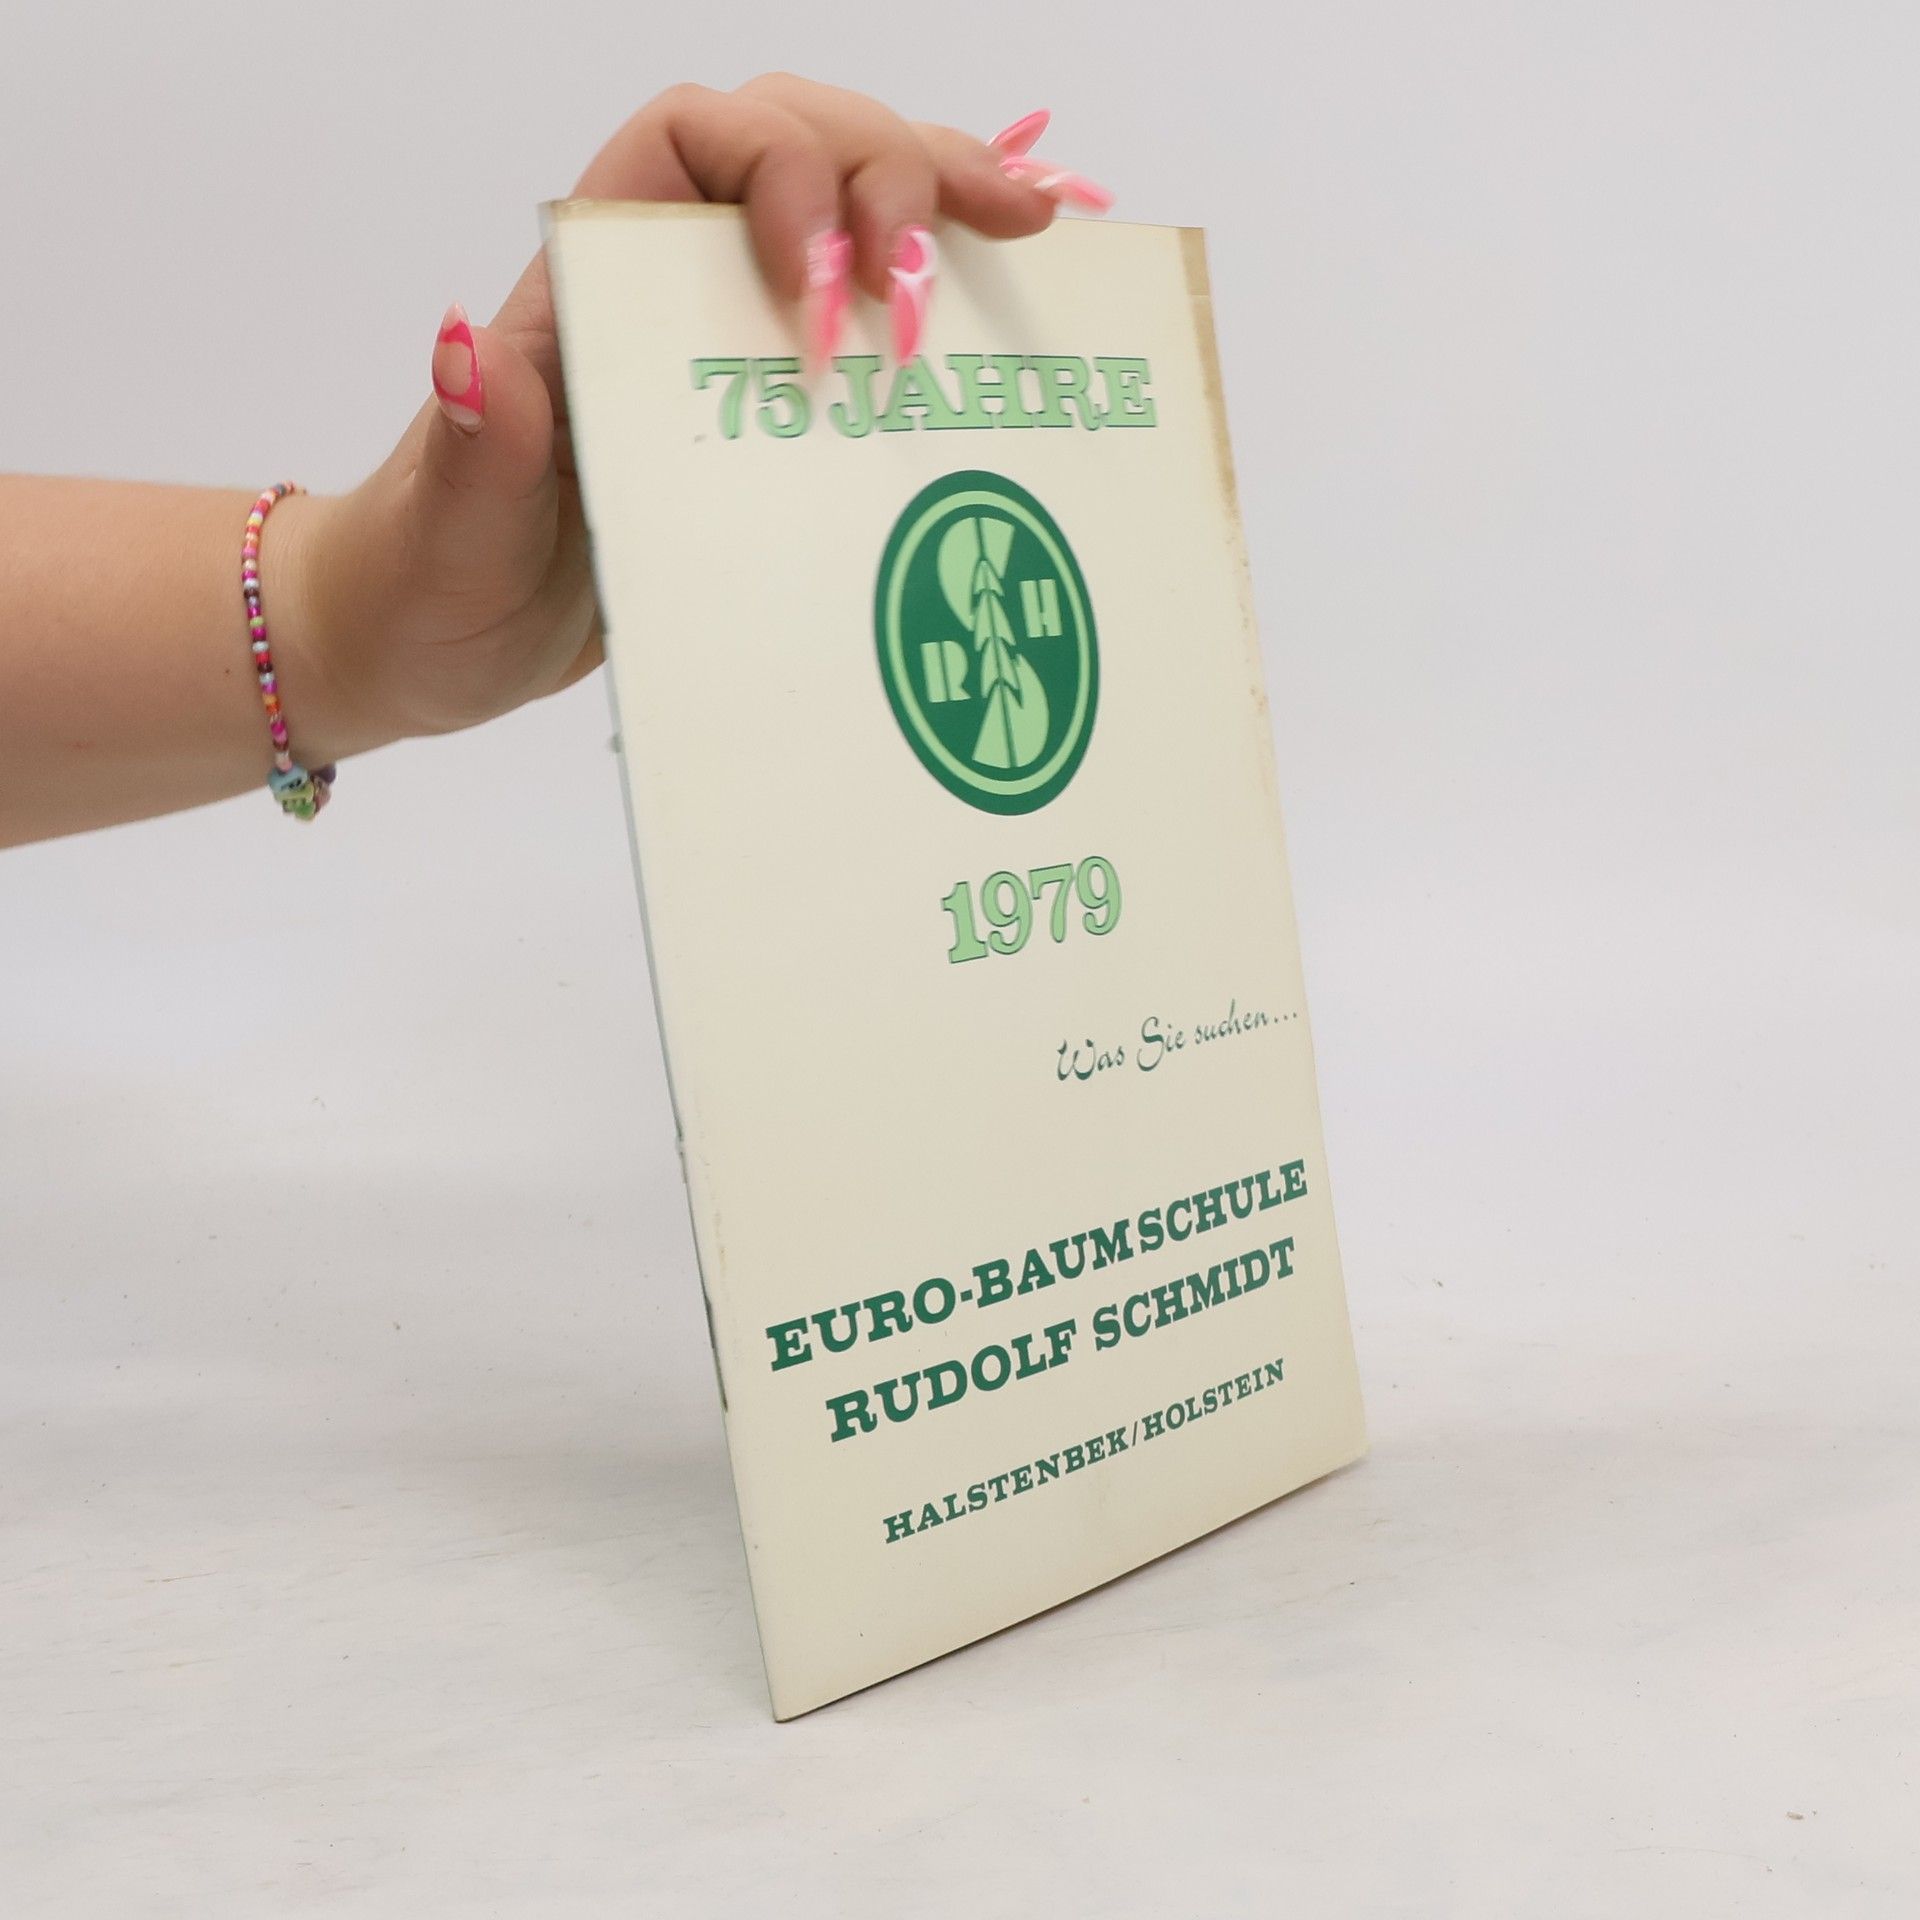 75 JAHRE
S
R H
1979
Was Sie suchen...
EURO-BAUMSCHULE
RUDOLF SCHMIDT
HALSTENBEK/HOLSTEIN